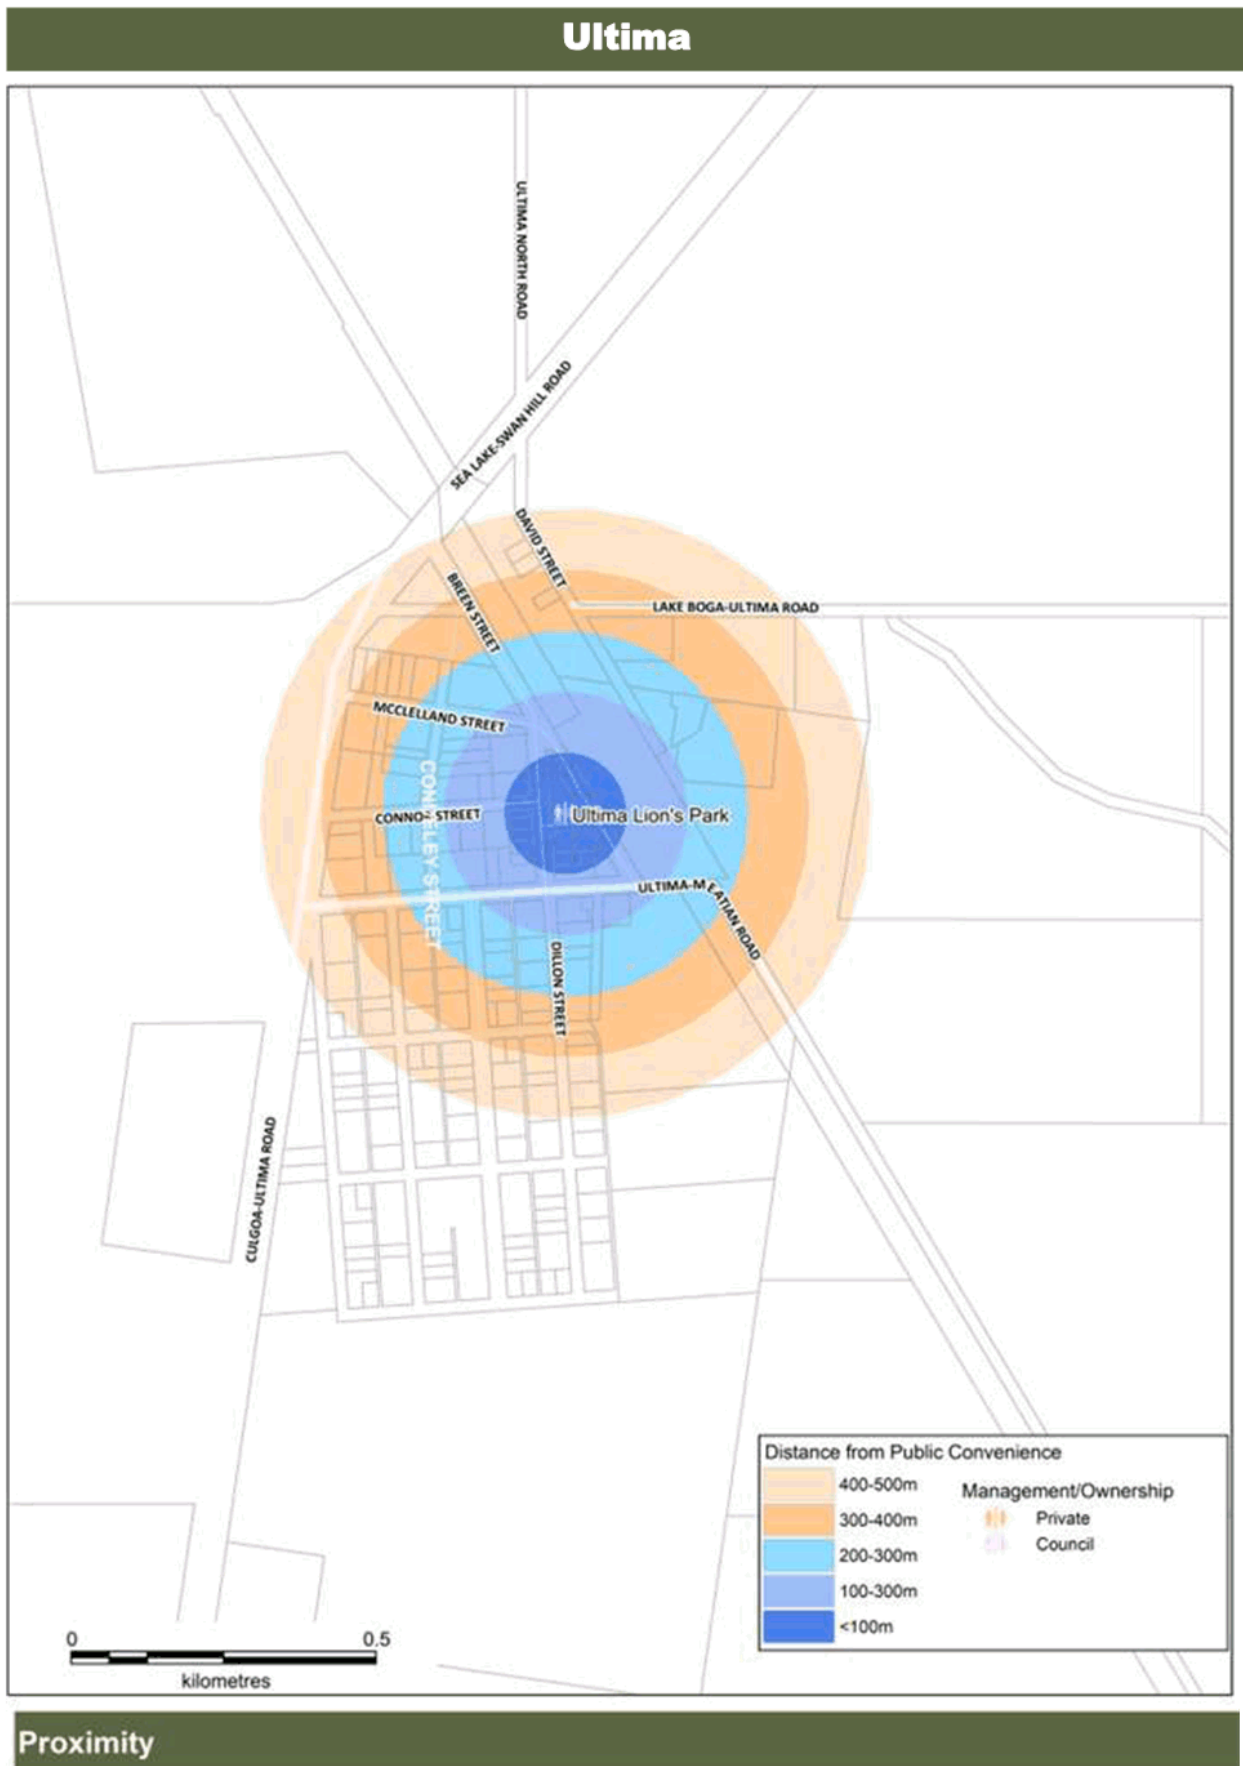 Ultima
ULTIMA NORTH ROAD
SEA LAKE-SWAN HILL ROAD
DAVID STREET
BREEN STREET
LAKE BOGA-ULTIMA ROAD
MCCLELLAND STREET
CONNOR STREET
Ultima Lion's Park
ULTIMA-MEATIAN ROAD
DILLON STREET
CULGOA-ULTIMA ROAD
Distance from Public Convenience
400-500m
300-400m
200-300m
100-300m
<100m
Management/Ownership
Private
Council
0 0.5
kilometres
Proximity